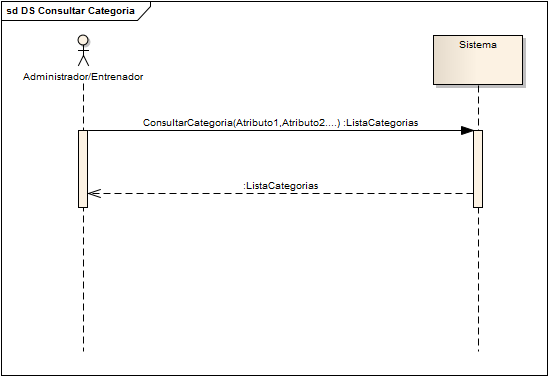 sd DS Consultar Categoria
Administrador/Entrenador
Sistema
ConsultarCategoria(Atributo1,Atributo2....) :ListaCategorias
:ListaCategorias